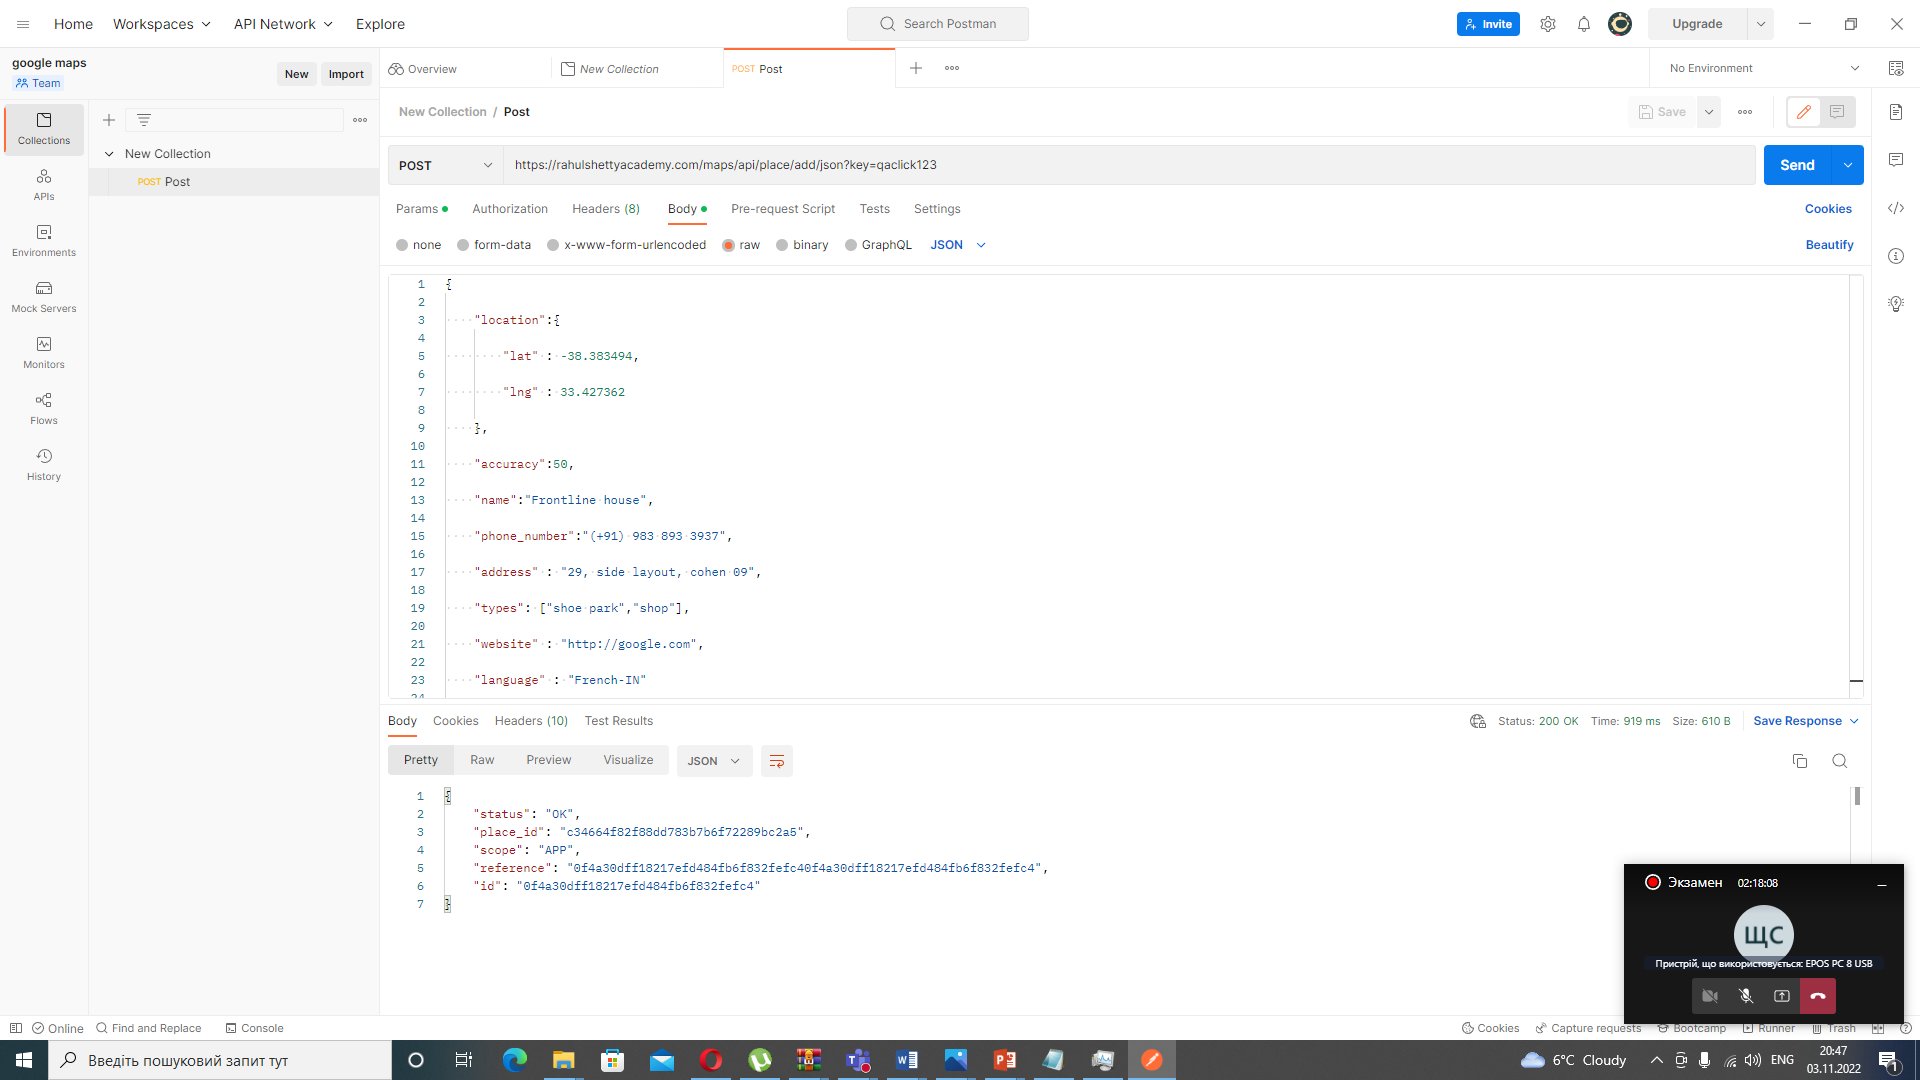 Home Workspaces API Network Explore Search Postman Invite Upgrade
google maps New Import
Team
Overview New Collection POST Post No Environment
New Collection / Post Save
Collections
APIs
Environments
Mock Servers
Monitors
Flows
History
New Collection
POST Post
POST https://rahulshettyacademy.com/maps/api/place/add/json?key=qaclick123 Send
Params Authorization Headers (8) Body Pre-request Script Tests Settings Cookies
none form-data x-www-form-urlencoded raw binary GraphQL JSON Beautify
1 {
2
3 "location":{
4
5 "lat" : -38.383494,
6
7 "lng" : 33.427362
8
9 },
10
11 "accuracy":50,
12
13 "name":"Frontline house",
14
15 "phone_number":"(+91) 983 893 3937",
16
17 "address" : "29, side layout, cohen 09",
18
19 "types": ["shoe park","shop"],
20
21 "website" : "http://google.com",
22
23 "language" : "French-IN"
24
Body Cookies Headers (10) Test Results Status: 200 OK Time: 919 ms Size: 610 B Save Response
Pretty Raw Preview Visualize JSON
1 {
2 "status": "OK",
3 "place_id": "c34664f82f88dd783b7b6f72289bc2a5",
4 "scope": "APP",
5 "reference": "0f4a30dff18217efd484fb6f832fefc40f4a30dff18217efd484fb6f832fefc4",
6 "id": "0f4a30dff18217efd484fb6f832fefc4"
7 }
Экзамен 02:18:08
ЩС
Пристрій, що використовується: EPOS PC 8 USB
Online Find and Replace Console Cookies Capture requests Bootcamp Runner Trash
Введіть пошуковий запит тут 6°C Cloudy ENG 20:47
03.11.2022 1